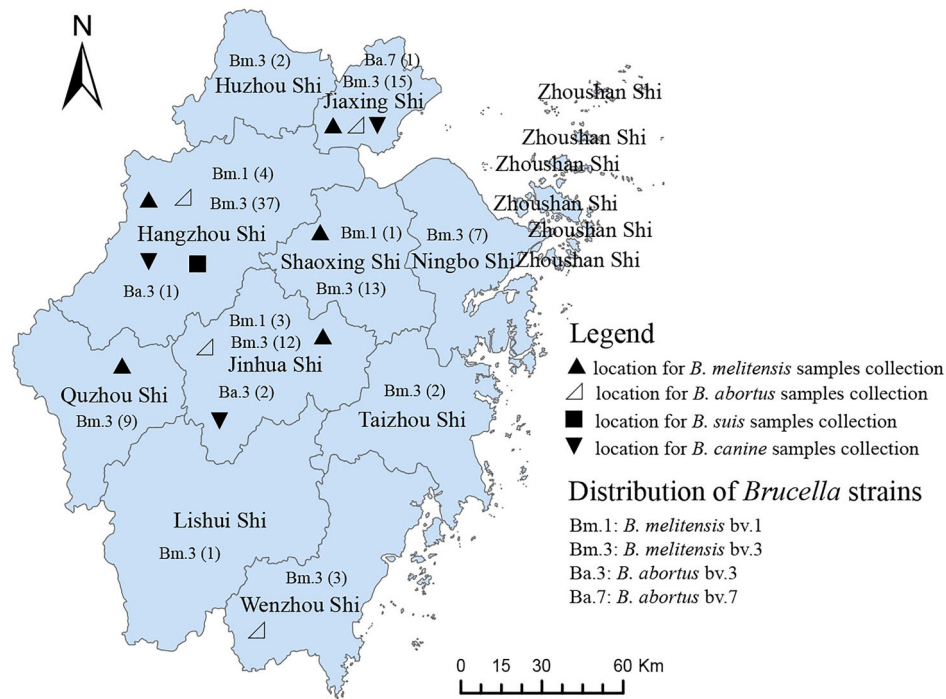 N
Bm.3 (2)
Huzhou Shi
Ba.7 (1)
Bm.3 (15)
Jiaxing Shi
Zhoushan Shi
Zhoushan Shi
Zhoushan Shi
Zhoushan Shi
Zhoushan Shi
Zhoushan Shi
Bm.1 (4)
Bm.3 (37)
Hangzhou Shi
Ba.3 (1)
Bm.1 (1)
Shaoxing Shi
Bm.3 (13)
Bm.3 (7)
Ningbo Shi
Bm.1 (3)
Bm.3 (12)
Jinhua Shi
Ba.3 (2)
Quzhou Shi
Bm.3 (9)
Bm.3 (2)
Taizhou Shi
Lishui Shi
Bm.3 (1)
Bm.3 (3)
Wenzhou Shi
Legend
location for B. melitensis samples collection
location for B. abortus samples collection
location for B. suis samples collection
location for B. canine samples collection
Distribution of Brucella strains
Bm.1: B. melitensis bv.1
Bm.3: B. melitensis bv.3
Ba.3: B. abortus bv.3
Ba.7: B. abortus bv.7
0 15 30 60 Km